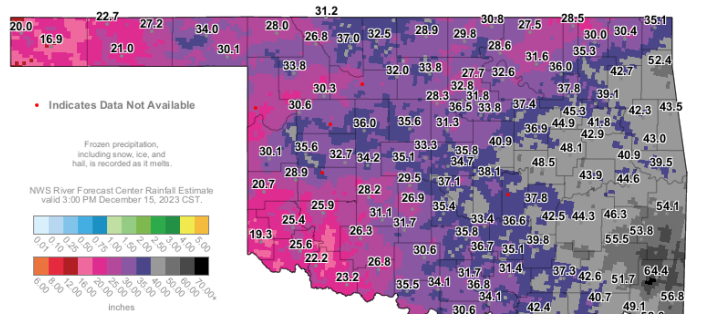 31.2
22.7 28.5
20.0 27.2 34.0 28.0 28.9 30.8 27.5 30.4 35.1
16.9 21.0 30.1 26.8 37.0 32.5 29.8 28.6 30.0
31.6 35.3
33.8 32.0 33.8 27.7 32.6 36.0 42.7 52.4
30.3 32.8 37.8 39.1
Indicates Data Not Available 30.6 28.3 31.8 37.4 43.5
36.5 33.8 45.3 42.3
36.0 35.6 31.3 36.9 44.9 41.8
42.9
Frozen precipitation, 33.3 40.9 43.0
including snow, ice, and 30.1 35.6 32.7 34.2 35.1 35.8 48.1 40.9
hail, is recorded as it melts. 34.7 48.5 39.5
28.9 38.1
NWS River Forecast Center Rainfall Estimate 20.7 29.5 37.1 43.9 44.6
valid 3:00 PM December 15, 2023 CST. 28.2
25.9 26.9 35.4 37.8 54.1
25.4 31.1 33.4 36.6 42.5 44.3 46.3
19.3 26.3 31.7 35.8 53.8
25.6 30.6 36.7 35.1 39.8 55.5
0.01 0.10 0.25 0.50 1.00 1.50 2.00 2.50 3.00 3.50 4.00 5.00
22.2 26.8 31.7 31.4 37.3 64.4
23.2 35.5 34.1 36.8 42.6 51.7
34.1 40.7 56.8
6.00 8.00 12.00 16.00 20.00 25.00 30.00 35.00 40.00 50.00 60.00 70.00+
30.6 42.4 49.1
inches